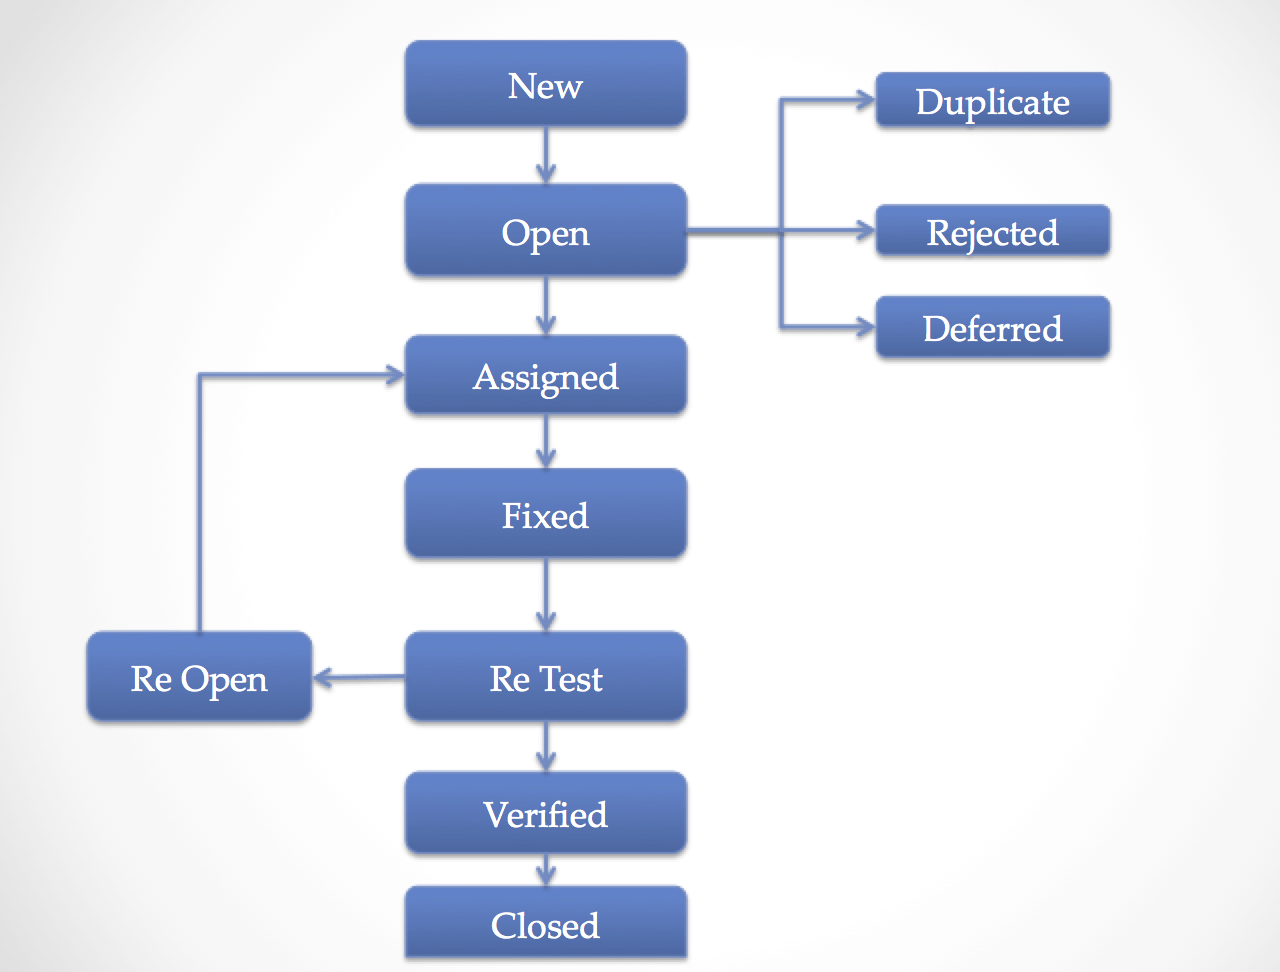 New
Duplicate
Open
Rejected
Deferred
Assigned
Fixed
Re Open
Re Test
Verified
Closed